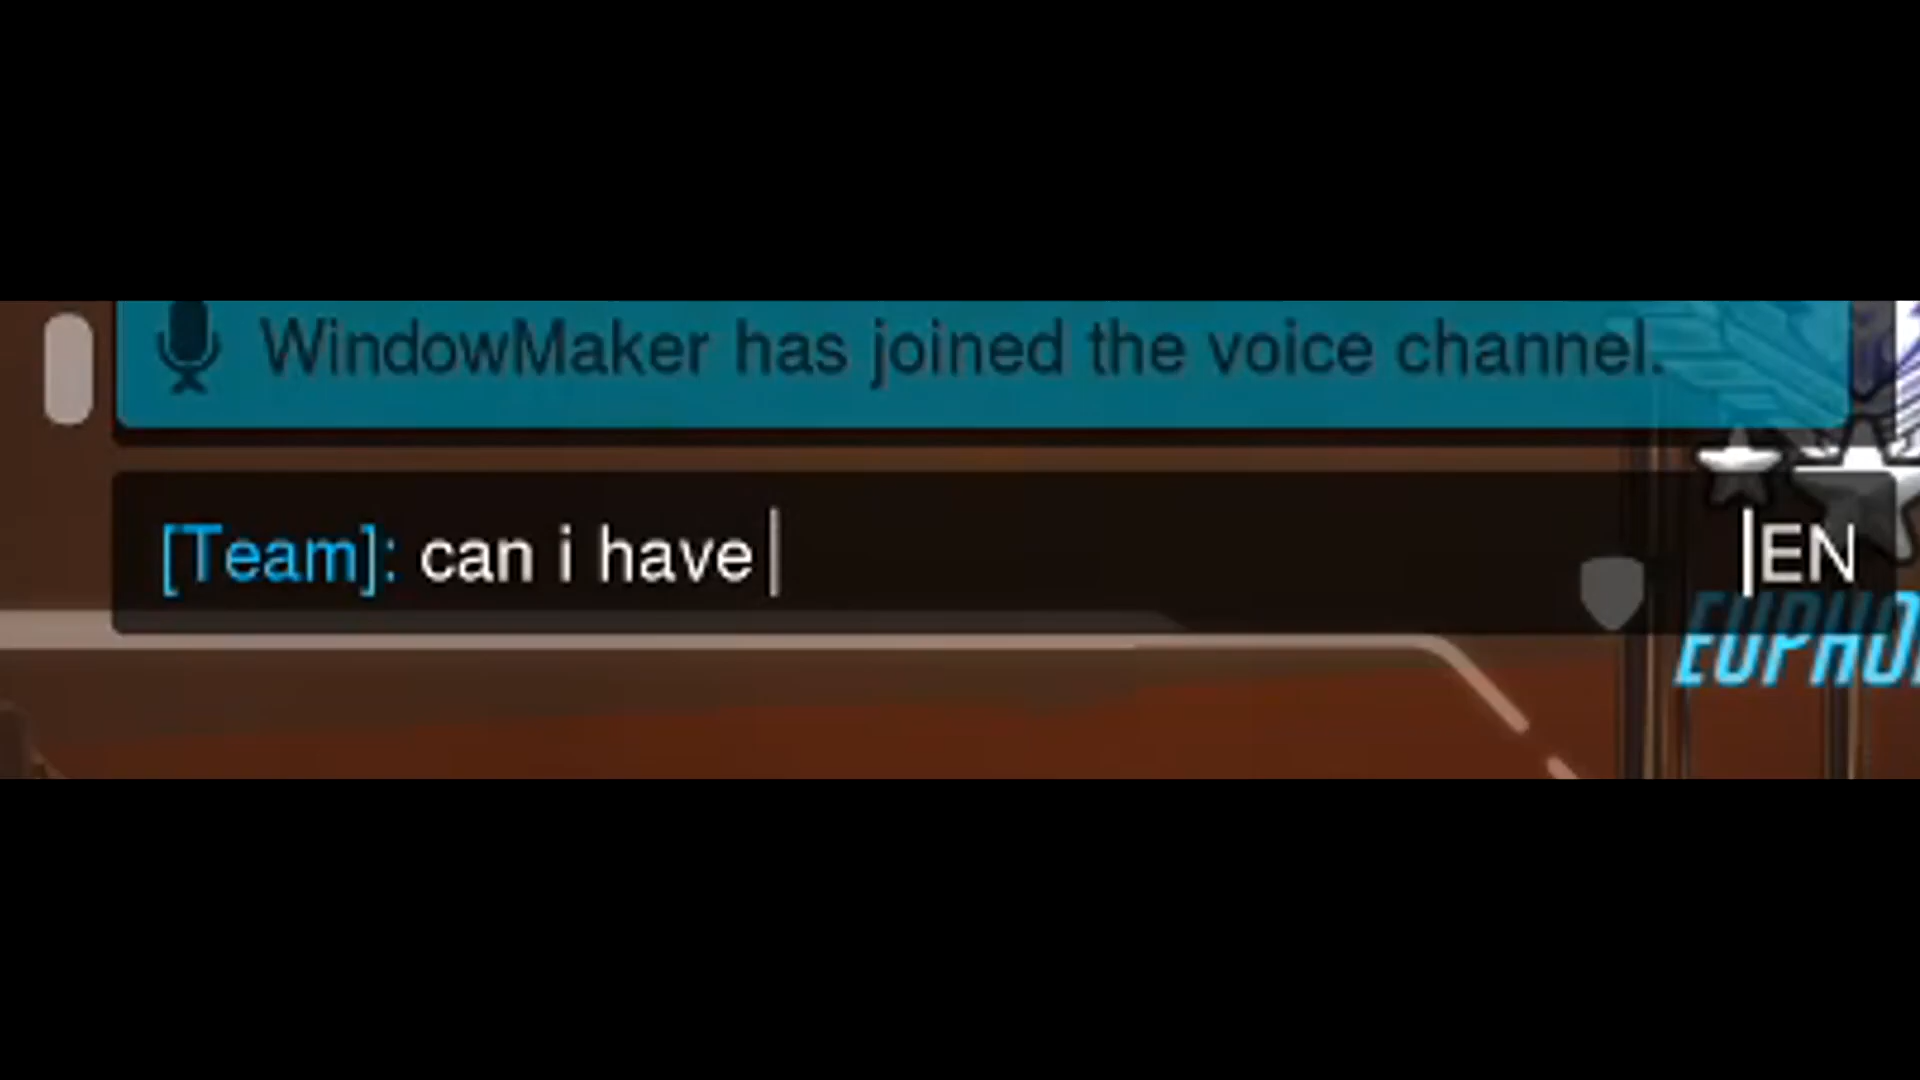 WindowMaker has joined the voice channel.
[Team]: can i have
EN